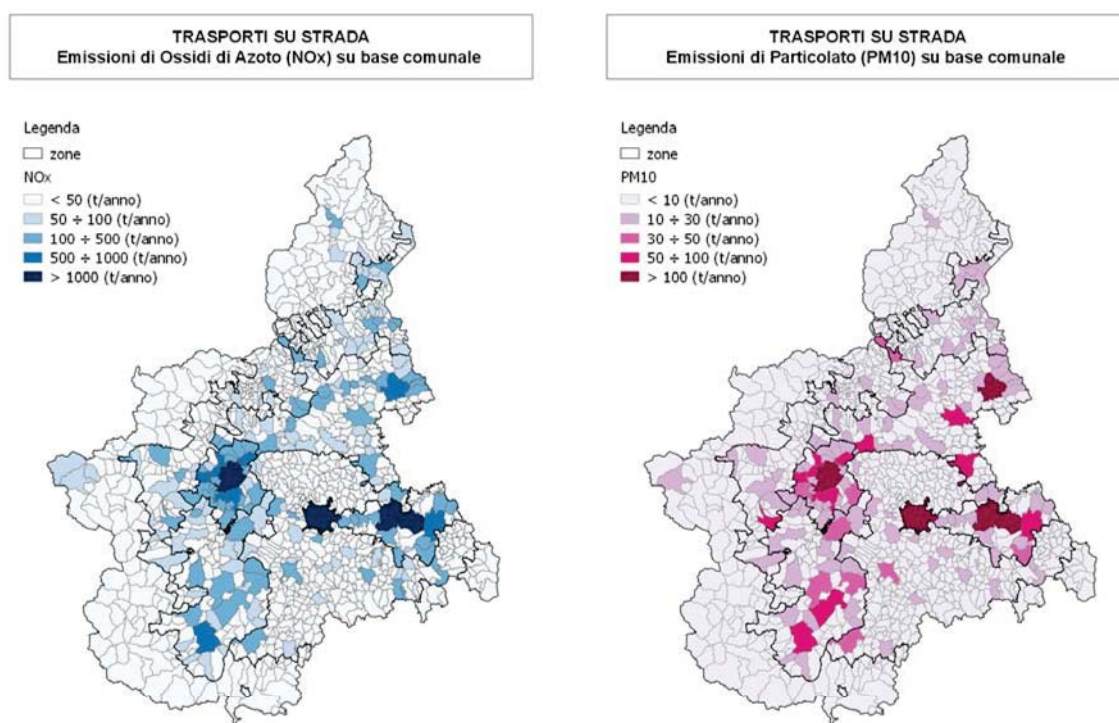 TRASPORTI SU STRADA
Emissioni di Ossidi di Azoto (NOx) su base comunale
Legenda
zone
NOx
< 50 (t/anno)
50 ÷ 100 (t/anno)
100 ÷ 500 (t/anno)
500 ÷ 1000 (t/anno)
> 1000 (t/anno)
TRASPORTI SU STRADA
Emissioni di Particolato (PM10) su base comunale
Legenda
zone
PM10
< 10 (t/anno)
10 ÷ 30 (t/anno)
30 ÷ 50 (t/anno)
50 ÷ 100 (t/anno)
> 100 (t/anno)